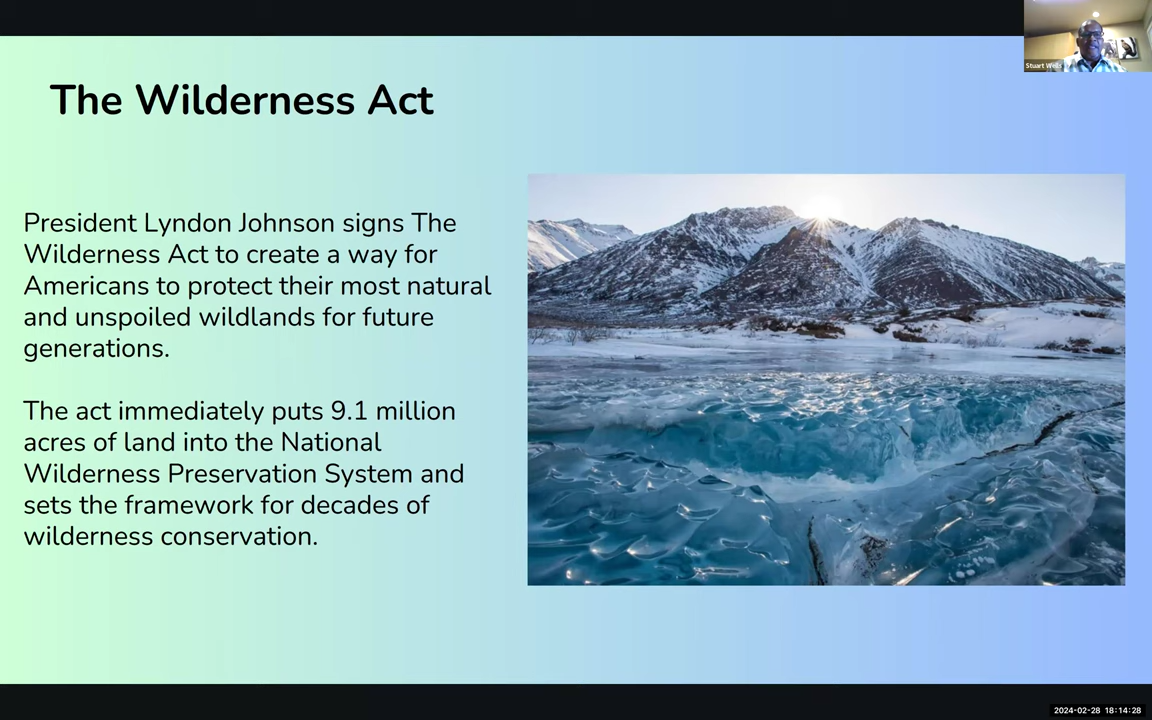 Stuart Wells
The Wilderness Act
President Lyndon Johnson signs The
Wilderness Act to create a way for
Americans to protect their most natural
and unspoiled wildlands for future
generations.
The act immediately puts 9.1 million
acres of land into the National
Wilderness Preservation System and
sets the framework for decades of
wilderness conservation.
2024-02-28 18:14:28